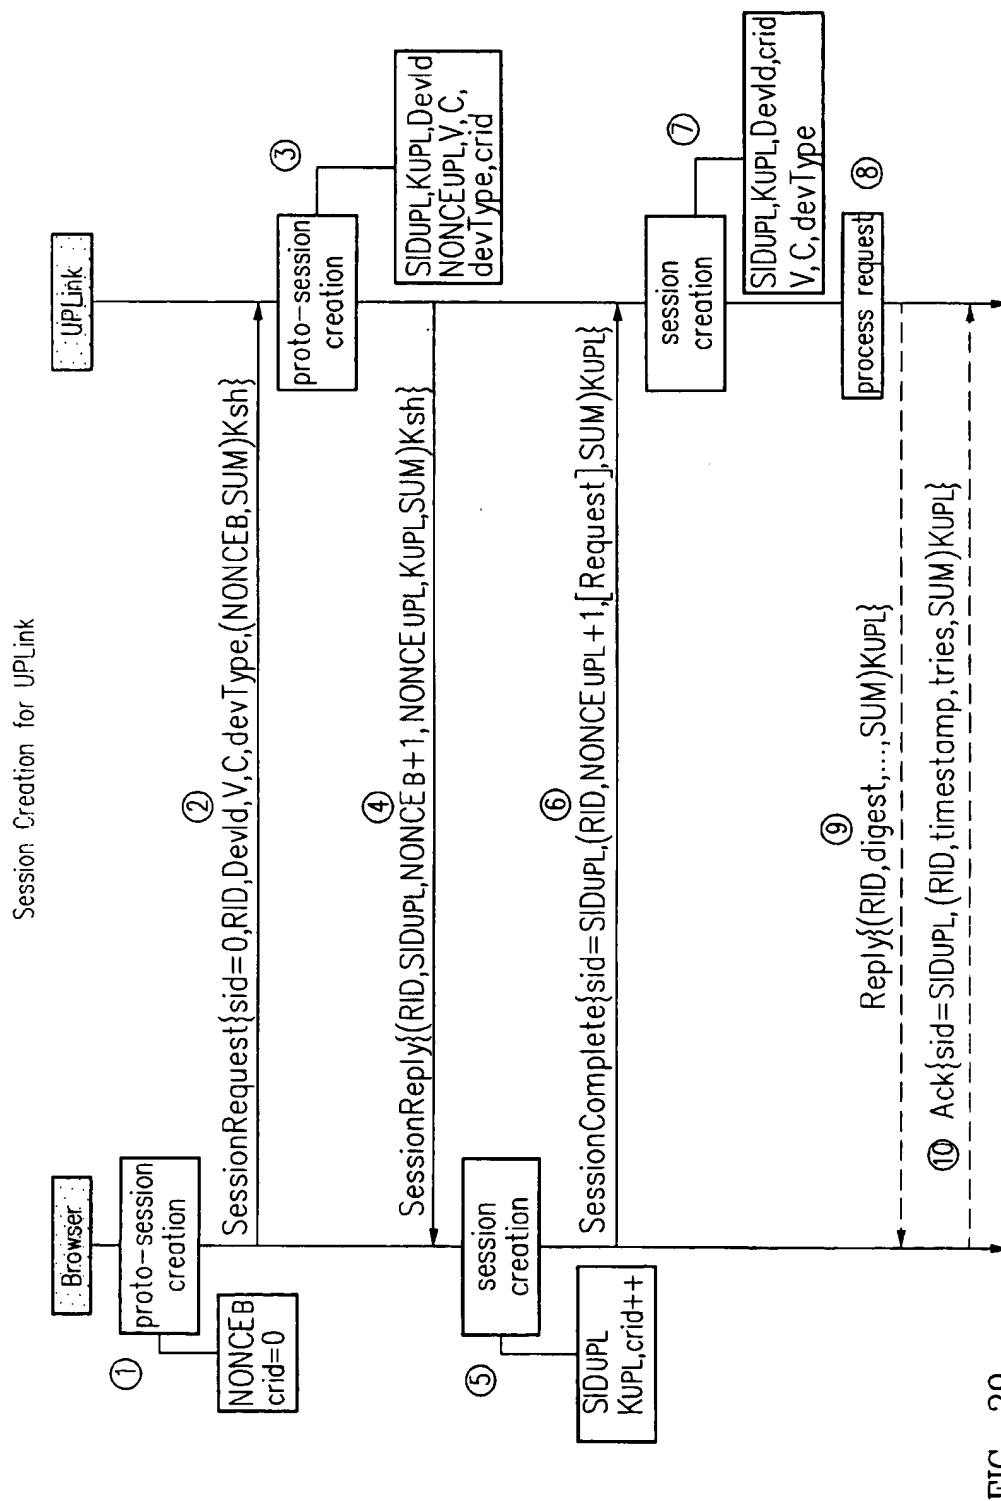 Session Creation for UPLink
Browser
UPLink
①
proto-session
creation
NONCEB
crid=0
②
SessionRequest{sid=0,RID,DevId,V,C,devType,(NONCEB,SUM)Ksh}
③
proto-session
creation
SIDUPL,KUPL,DevId
NONCEUPL,V,C,
devType,crid
④
SessionReply{(RID,SIDUPL,NONCEB+1,NONCEUPL,KUPL,SUM)Ksh}
⑤
session
creation
SIDUPL
KUPL,crid++
⑥
SessionComplete{sid=SIDUPL,(RID,NONCEUPL+1,[Request],SUM)KUPL}
⑦
session
creation
SIDUPL,KUPL,DevId,crid
V,C,devType
process request
⑧
⑨
Reply{(RID,digest,...,SUM)KUPL}
⑩ Ack{sid=SIDUPL,(RID,timestamp,tries,SUM)KUPL}